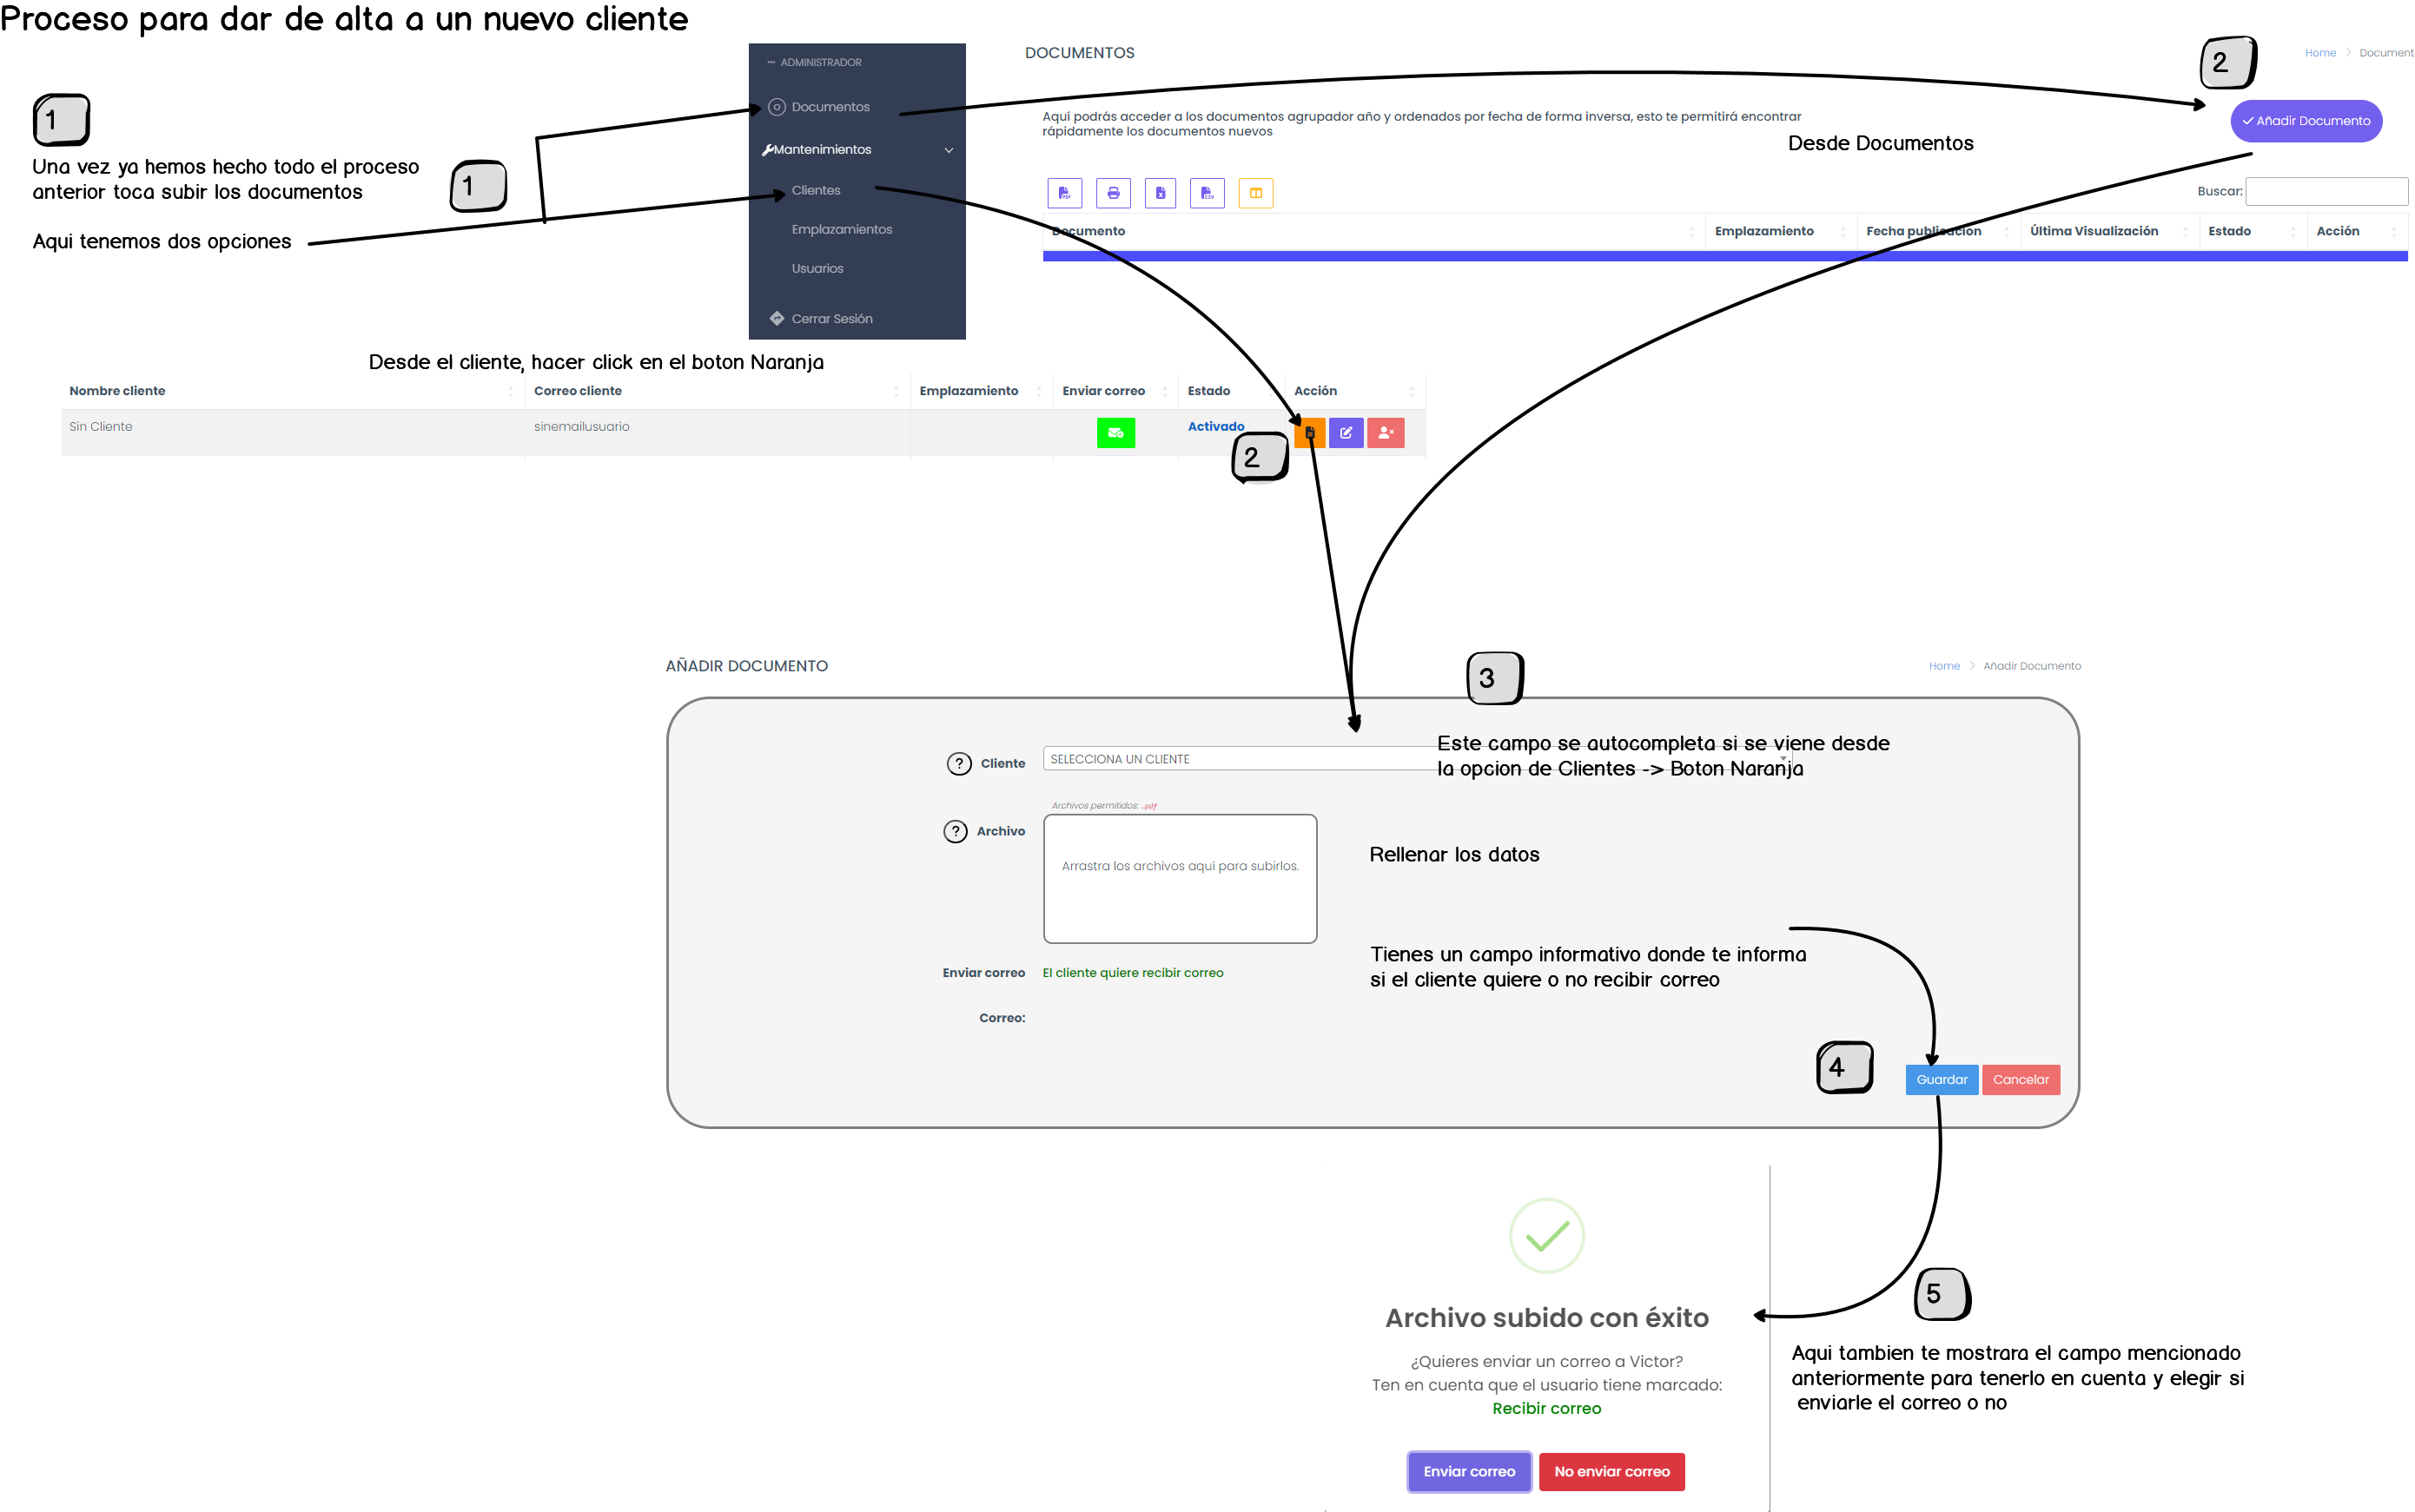 Proceso para dar de alta a un nuevo cliente
1
Una vez ya hemos hecho todo el proceso
anterior toca subir los documentos
Aqui tenemos dos opciones
1
ADMINISTRADOR
Documentos
Mantenimientos
Clientes
Emplazamientos
Usuarios
Cerrar Sesión
DOCUMENTOS
2
Home > Document
Aquí podrás acceder a los documentos agrupador año y ordenados por fecha de forma inversa, esto te permitirá encontrar
rápidamente los documentos nuevos
Añadir Documento
Desde Documentos
PDF
CSV
Buscar:
Documento Emplazamiento Fecha publicación Última Visualización Estado Acción
Desde el cliente, hacer click en el boton Naranja
Nombre cliente Correo cliente Emplazamiento Enviar correo Estado Acción
Sin Cliente sinemailusuario Activado
2
AÑADIR DOCUMENTO
Home > Añadir Documento
3
? Cliente SELECCIONA UN CLIENTE
Este campo se autocompleta si se viene desde
la opcion de Clientes -> Boton Naranja
Archivos permitidos: .pdf
? Archivo
Arrastra los archivos aqui para subirlos.
Rellenar los datos
Enviar correo El cliente quiere recibir correo
Tienes un campo informativo donde te informa
si el cliente quiere o no recibir correo
Correo:
4
Guardar Cancelar
Archivo subido con éxito
¿Quieres enviar un correo a Victor?
Ten en cuenta que el usuario tiene marcado:
Recibir correo
Enviar correo No enviar correo
5
Aqui tambien te mostrara el campo mencionado
anteriormente para tenerlo en cuenta y elegir si
enviarle el correo o no